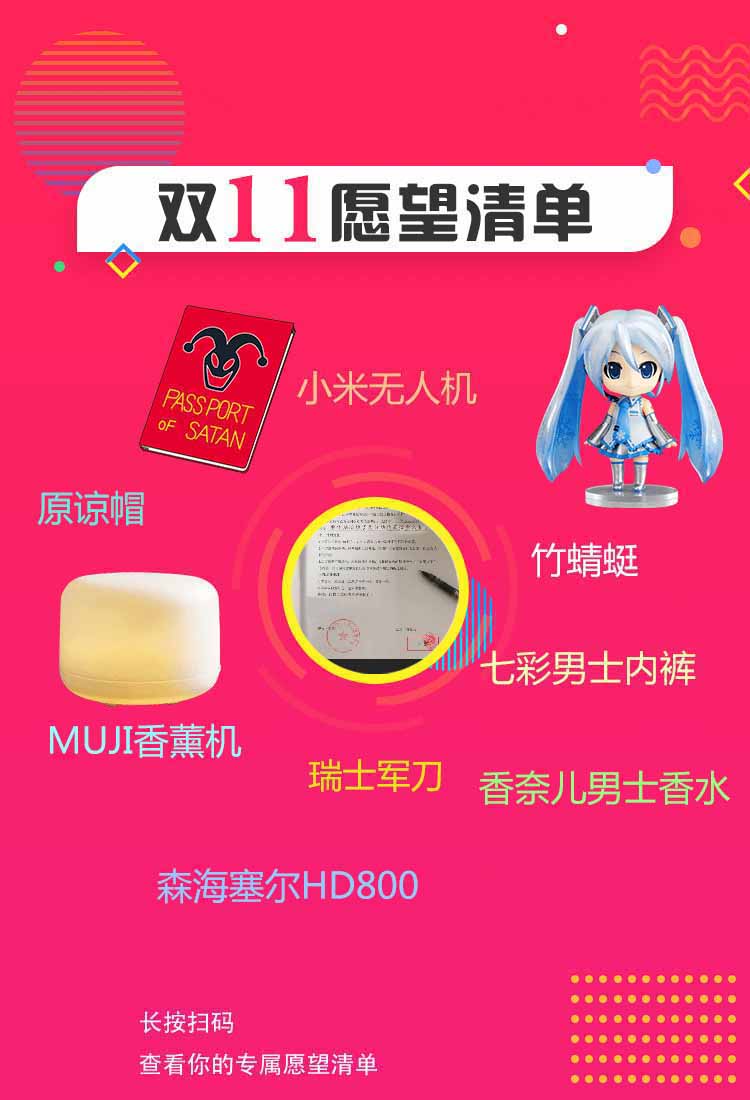 双11愿望清单
PASSPORT
OF SATAN
小米无人机
原谅帽
竹蜻蜓
七彩男士内裤
MUJI香薰机
瑞士军刀
香奈儿男士香水
森海塞尔HD800
长按扫码
查看你的专属愿望清单